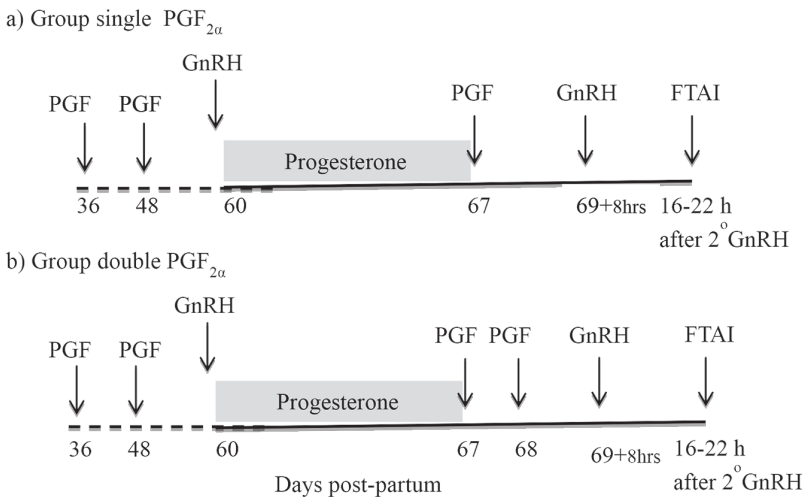 a) Group single PGF2α
GnRH
PGF PGF PGF GnRH FTAI
Progesterone
36 48 60 67 69+8hrs 16-22 h
after 2°GnRH
b) Group double PGF2α
GnRH
PGF PGF PGF PGF GnRH FTAI
Progesterone
36 48 60 67 68 69+8hrs 16-22 h
Days post-partum after 2°GnRH